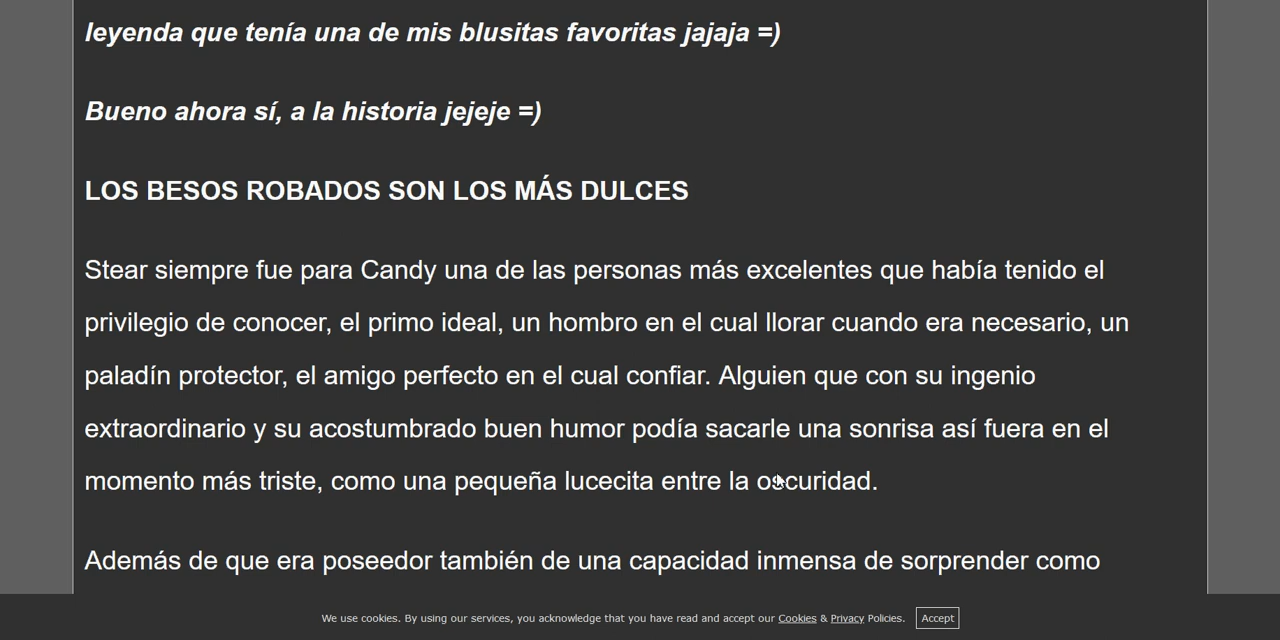 leyenda que tenía una de mis blusitas favoritas jajaja =)
Bueno ahora sí, a la historia jejeje =)
LOS BESOS ROBADOS SON LOS MÁS DULCES
Stear siempre fue para Candy una de las personas más excelentes que había tenido el
privilegio de conocer, el primo ideal, un hombro en el cual llorar cuando era necesario, un
paladín protector, el amigo perfecto en el cual confiar. Alguien que con su ingenio
extraordinario y su acostumbrado buen humor podía sacarle una sonrisa así fuera en el
momento más triste, como una pequeña lucecita entre la oscuridad.
Además de que era poseedor también de una capacidad inmensa de sorprender como
We use cookies. By using our services, you acknowledge that you have read and accept our Cookies & Privacy Policies. Accept